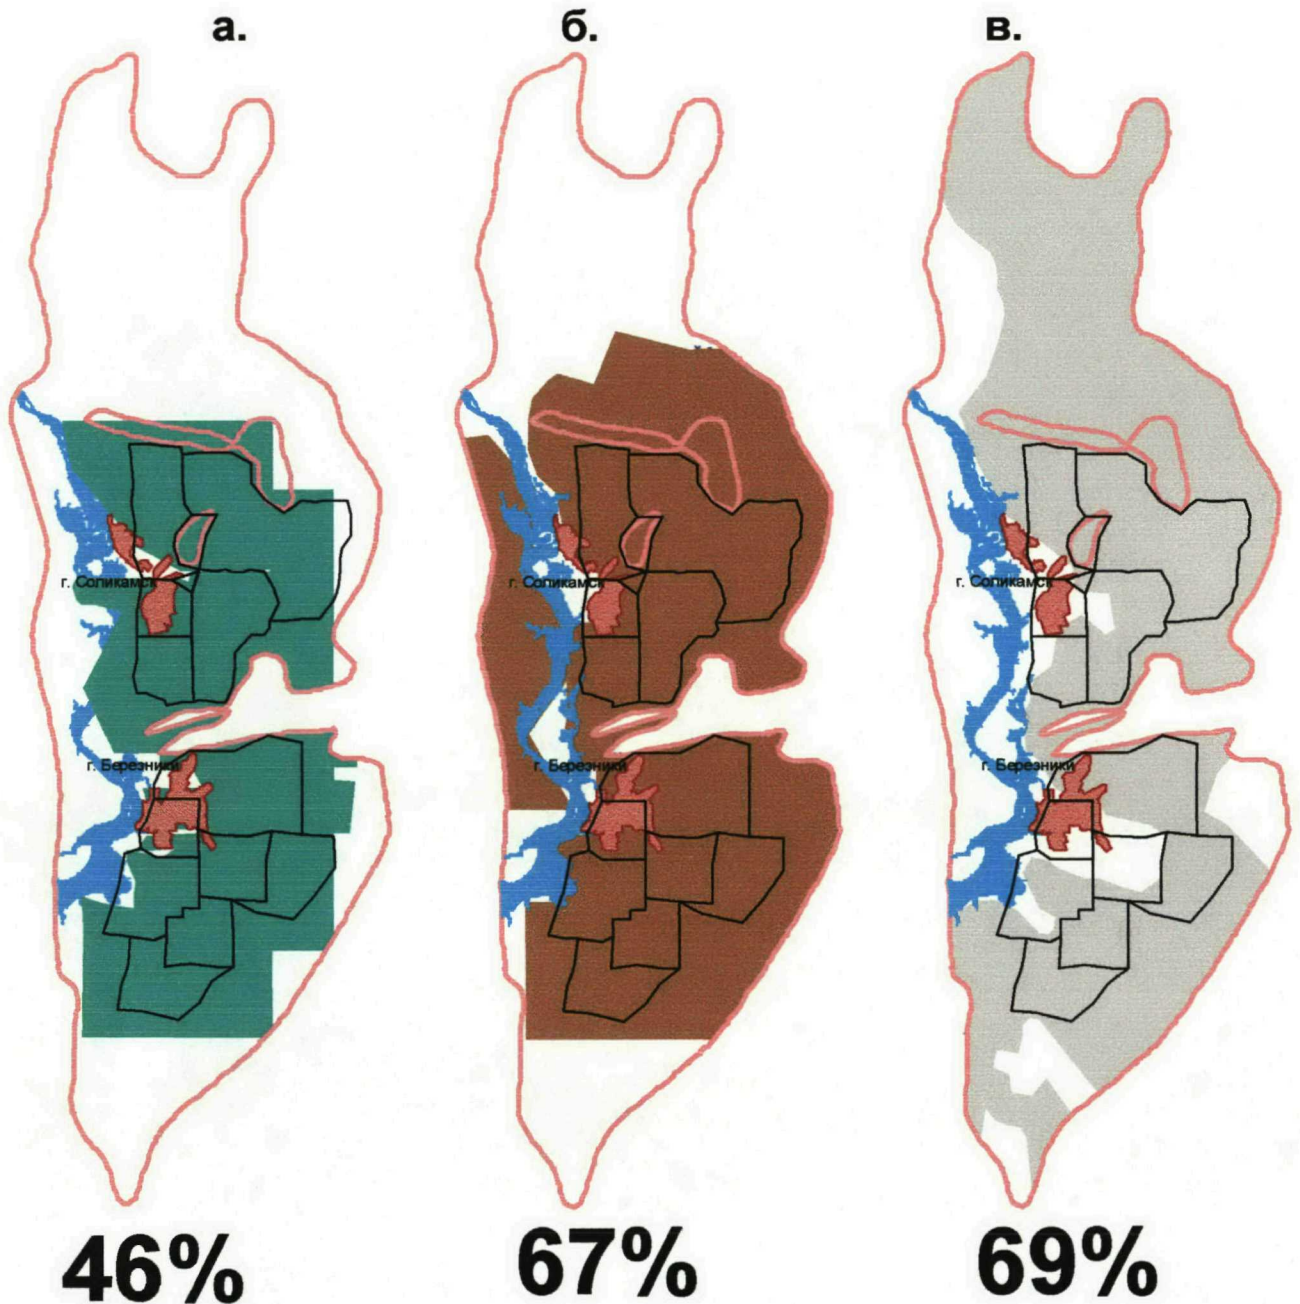 а. б. в.
г. Соликамск г. Соликамск г. Соликамск
г. Березники г. Березники г. Березники
46% 67% 69%